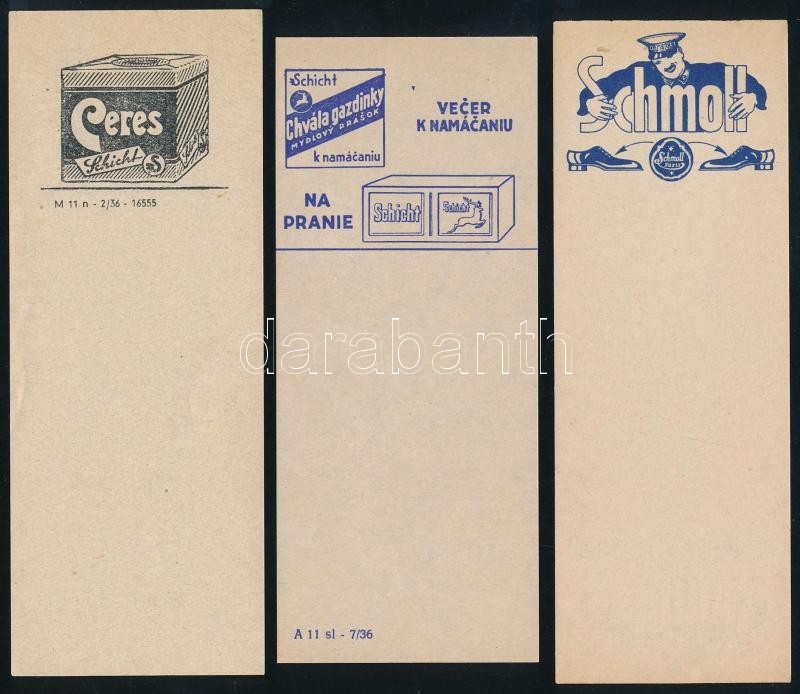 Ceres
Schicht
S
M 11 n - 2/36 - 16555
Schicht
Chvála gazdinky
MYDLOVÝ PRÁŠOK
k namáčaniu
VEČER
K NAMÁČANIU
NA
PRANIE
Schicht
Schicht
A 11 sl - 7/36
Schmoll
Schmoll
PASTA
darabanth